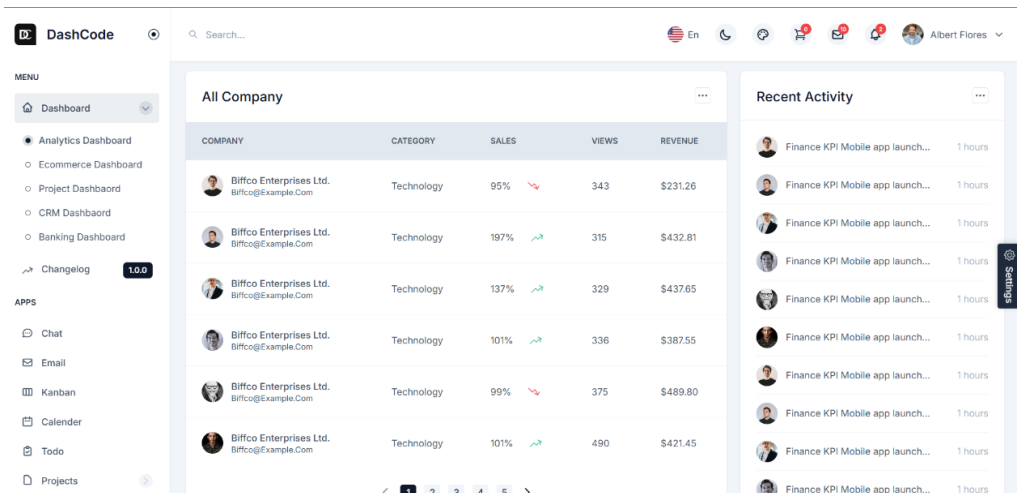 DC DashCode
Search...
En
6
10
2
Albert Flores
MENU
Dashboard
Analytics Dashboard
Ecommerce Dashboard
Project Dashbaord
CRM Dashbaord
Banking Dashboard
Changelog 1.0.0
APPS
Chat
Email
Kanban
Calender
Todo
Projects
All Company
...
COMPANY CATEGORY SALES VIEWS REVENUE
Biffco Enterprises Ltd.
Biffco@Example.Com
Technology 95% 343 $231.26
Biffco Enterprises Ltd.
Biffco@Example.Com
Technology 197% 315 $432.81
Biffco Enterprises Ltd.
Biffco@Example.Com
Technology 137% 329 $437.65
Biffco Enterprises Ltd.
Biffco@Example.Com
Technology 101% 336 $387.55
Biffco Enterprises Ltd.
Biffco@Example.Com
Technology 99% 375 $489.80
Biffco Enterprises Ltd.
Biffco@Example.Com
Technology 101% 490 $421.45
1 2 3 4 5
Recent Activity
...
Finance KPI Mobile app launch... 1 hours
Finance KPI Mobile app launch... 1 hours
Finance KPI Mobile app launch... 1 hours
Finance KPI Mobile app launch... 1 hours
Finance KPI Mobile app launch... 1 hours
Finance KPI Mobile app launch... 1 hours
Finance KPI Mobile app launch... 1 hours
Finance KPI Mobile app launch... 1 hours
Finance KPI Mobile app launch... 1 hours
Finance KPI Mobile app launch... 1 hours
Settings